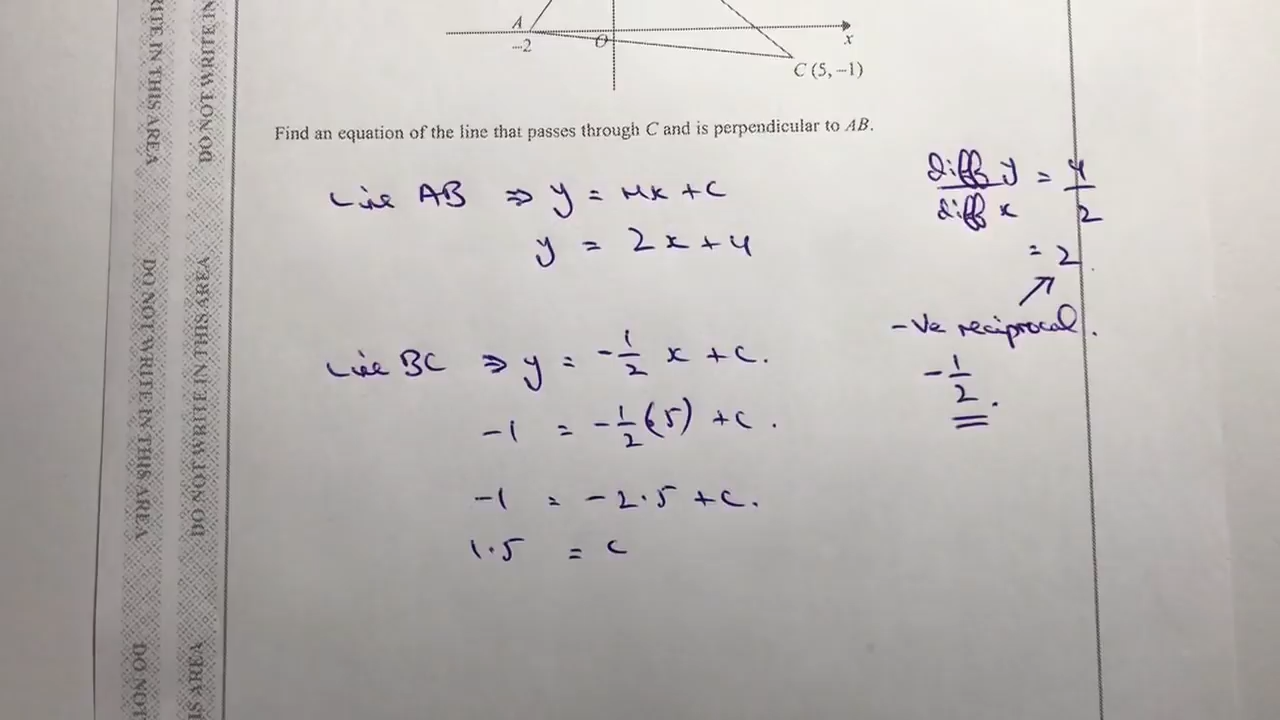 A
-2
O
x
C (5, –1)
Find an equation of the line that passes through C and is perpendicular to AB.
Line AB ⇒ y = mx + c
y = 2x + 4
diff y / diff x = 4/2
= 2
-ve reciprocal.
-1/2.
Line BC ⇒ y = -1/2 x + c.
-1 = -1/2(5) + c.
-1 = -2.5 + c.
1.5 = c
RITE IN THIS AREA
DO NOT WRITE IN
DO NOT WRITE IN THIS AREA
DO NOT WRITE IN THIS AREA
DO NOT
IS AREA